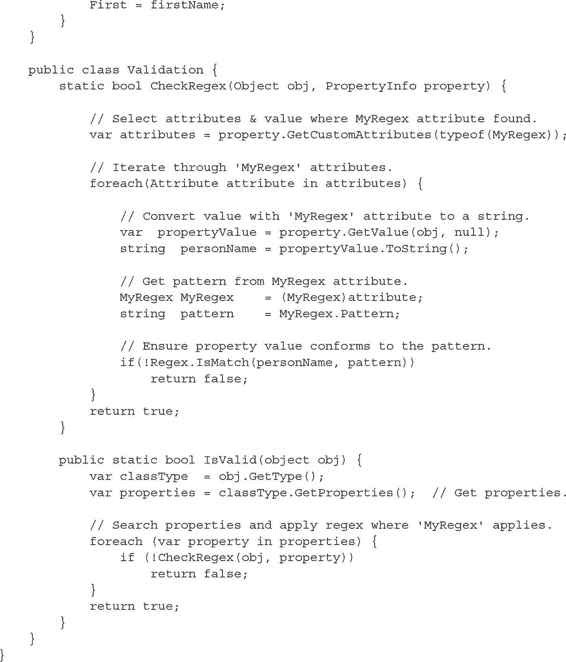 First = firstName;
        }
    }

    public class Validation {
        static bool CheckRegex(Object obj, PropertyInfo property) {

            // Select attributes & value where MyRegex attribute found.
            var attributes = property.GetCustomAttributes(typeof(MyRegex));

            // Iterate through 'MyRegex' attributes.
            foreach(Attribute attribute in attributes) {

                // Convert value with 'MyRegex' attribute to a string.
                var  propertyValue = property.GetValue(obj, null);
                string  personName = propertyValue.ToString();

                // Get pattern from MyRegex attribute.
                MyRegex MyRegex    = (MyRegex)attribute;
                string  pattern    = MyRegex.Pattern;

                // Ensure property value conforms to the pattern.
                if(!Regex.IsMatch(personName, pattern))
                    return false;
            }
            return true;
        }

        public static bool IsValid(object obj) {
            var classType  = obj.GetType();
            var properties = classType.GetProperties();  // Get properties.

            // Search properties and apply regex where 'MyRegex' applies.
            foreach (var property in properties) {
                if (!CheckRegex(obj, property))
                    return false;
            }
            return true;
        }
    }
}